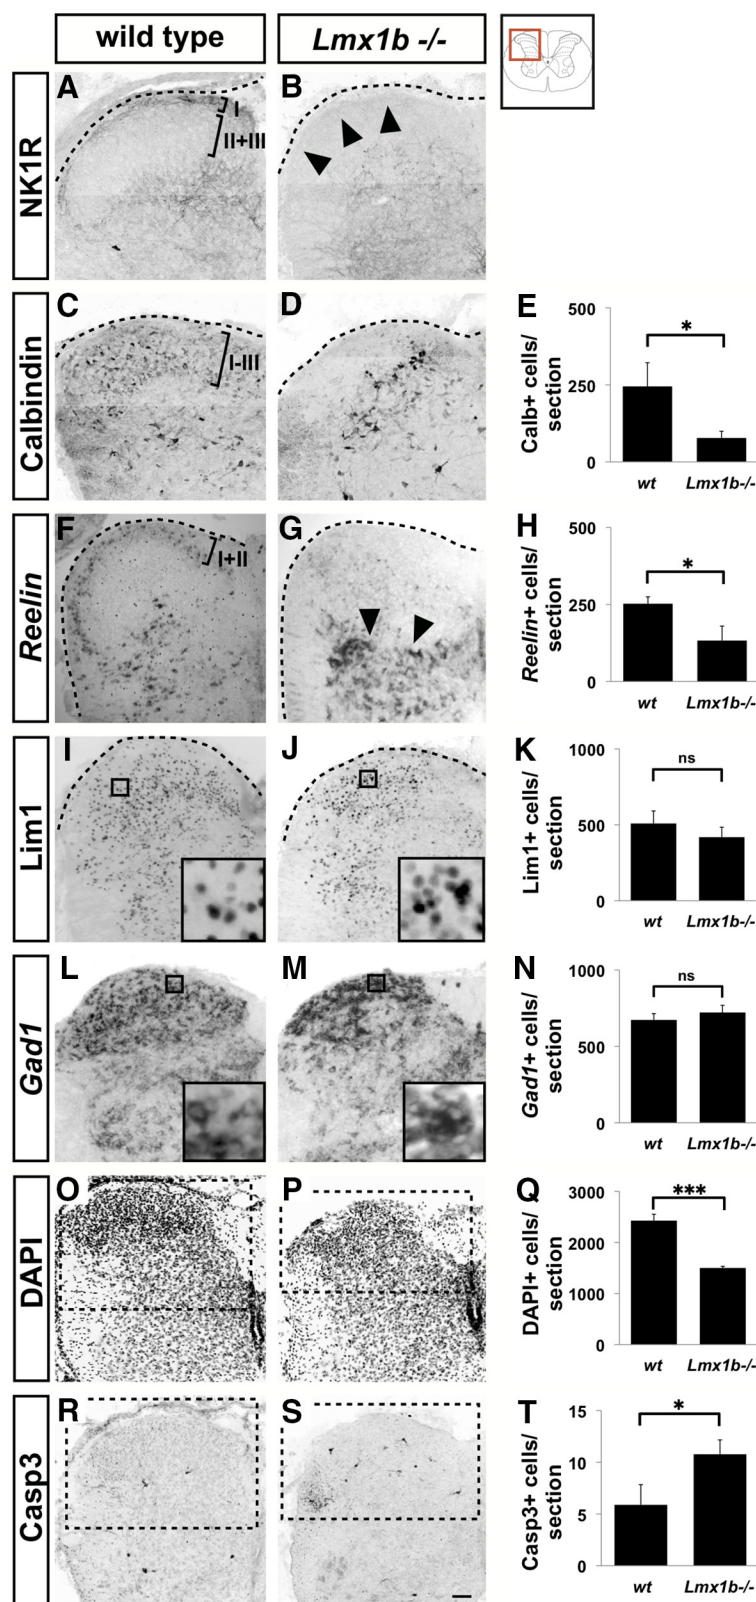 wild type
Lmx1b -/-
NK1R
A
I
II+III
B
Calbindin
C
I-III
D
E
Calb+ cells/
section
500
250
0
*
wt
Lmx1b-/-
Reelin
F
I+II
G
H
Reelin+ cells/
section
500
250
0
*
wt
Lmx1b-/-
Lim1
I
J
K
Lim1+ cells/
section
1000
500
0
ns
wt
Lmx1b-/-
Gad1
L
M
N
Gad1+ cells/
section
1000
500
0
ns
wt
Lmx1b-/-
DAPI
O
P
Q
DAPI+ cells/
section
3000
2000
1000
0
***
wt
Lmx1b-/-
Casp3
R
S
T
Casp3+ cells/
section
15
10
5
0
*
wt
Lmx1b-/-